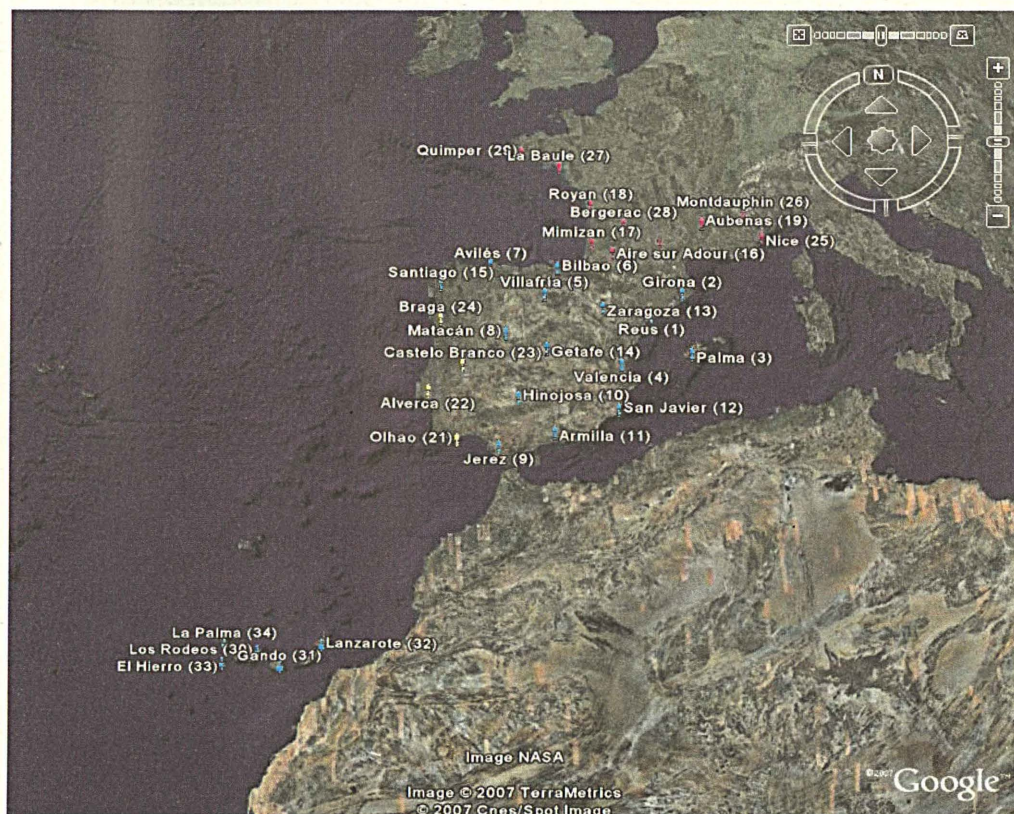 N
Quimper (29)
La Baule (27)
Royan (18)
Montdauphin (26)
Bergerac (28)
Aubenas (19)
Mimizan (17)
Nice (25)
Avilés (7)
Aire sur Adour (16)
Bilbao (6)
Santiago (15)
Villafría (5)
Girona (2)
Braga (24)
Zaragoza (13)
Matacán (8)
Reus (1)
Castelo Branco (23)
Getafe (14)
Palma (3)
Valencia (4)
Hinojosa (10)
Alverca (22)
San Javier (12)
Olhao (21)
Armilla (11)
Jerez (9)
La Palma (34)
Los Rodeos (30)
Lanzarote (32)
Gando (31)
El Hierro (33)
Image NASA
©2007 Google™
Image © 2007 TerraMetrics
© 2007 Cnes/Spot Image